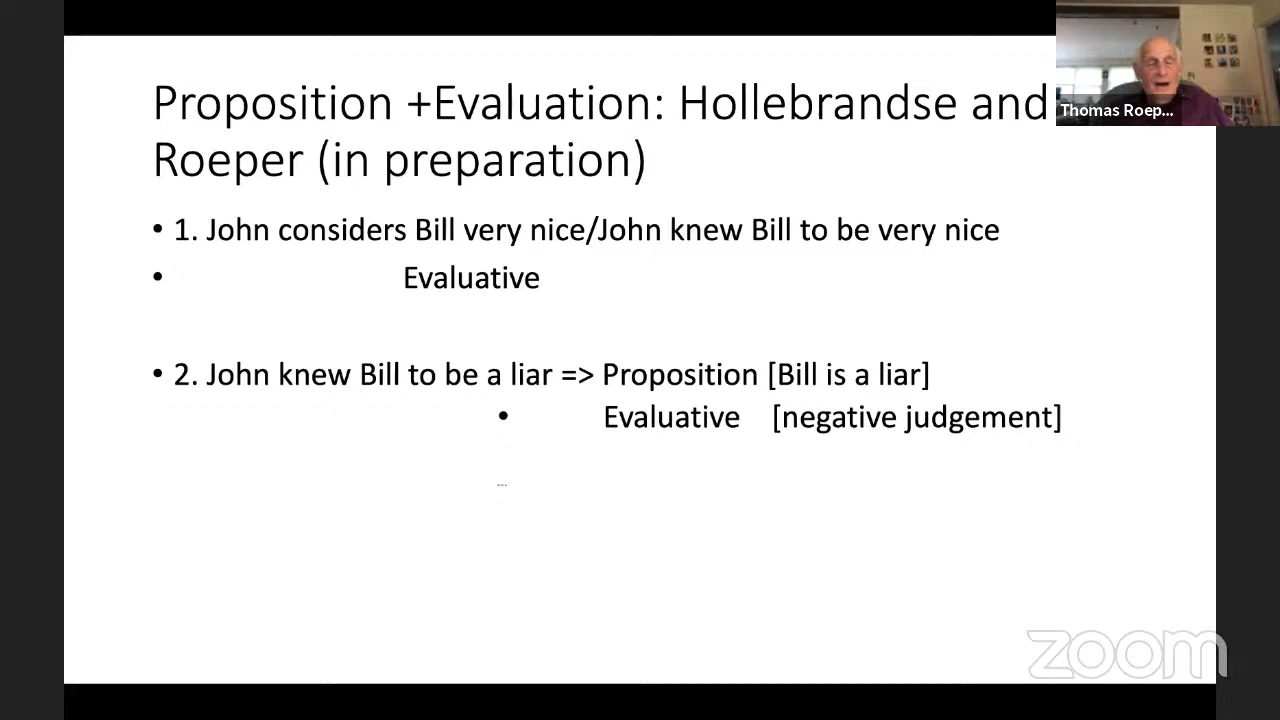 Proposition +Evaluation: Hollebrandse and
Roeper (in preparation)
Thomas Roep...
• 1. John considers Bill very nice/John knew Bill to be very nice
• Evaluative
• 2. John knew Bill to be a liar => Proposition [Bill is a liar]
• Evaluative [negative judgement]
zoom